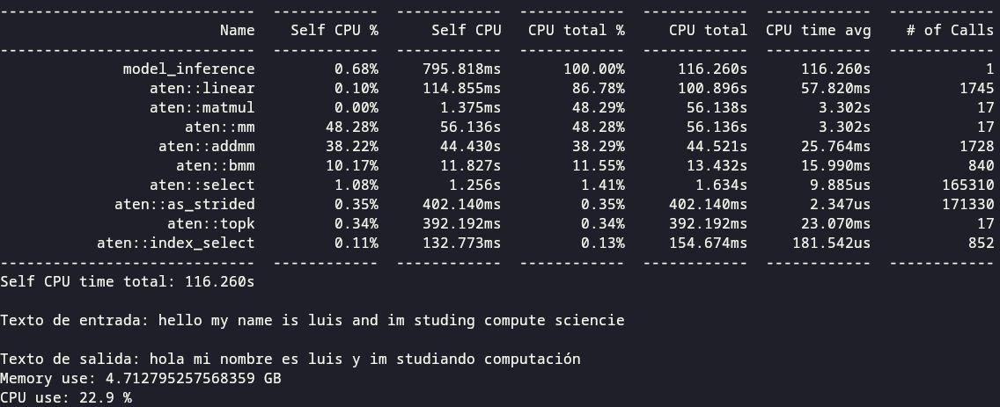 -----------------------------  ------------  ------------  ------------  ------------  ------------  ------------
Name    Self CPU %      Self CPU   CPU total %     CPU total  CPU time avg    # of Calls
-----------------------------  ------------  ------------  ------------  ------------  ------------  ------------
model_inference         0.68%     795.818ms       100.00%      116.260s      116.260s             1
aten::linear         0.10%     114.855ms        86.78%      100.896s      57.820ms          1745
aten::matmul         0.00%       1.375ms        48.29%       56.138s        3.302s            17
aten::mm        48.28%       56.136s        48.28%       56.136s        3.302s            17
aten::addmm        38.22%       44.430s        38.29%       44.521s      25.764ms          1728
aten::bmm        10.17%       11.827s        11.55%       13.432s      15.990ms           840
aten::select         1.08%        1.256s         1.41%        1.634s       9.885us        165310
aten::as_strided         0.35%     402.140ms         0.35%     402.140ms       2.347us        171330
aten::topk         0.34%     392.192ms         0.34%     392.192ms      23.070ms            17
aten::index_select         0.11%     132.773ms         0.13%     154.674ms     181.542us           852
-----------------------------  ------------  ------------  ------------  ------------  ------------  ------------
Self CPU time total: 116.260s
Texto de entrada: hello my name is luis and im studing compute sciencie
Texto de salida: hola mi nombre es luis y im studiando computación
Memory use: 4.712795257568359 GB
CPU use: 22.9 %